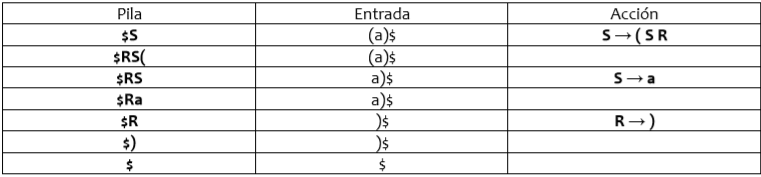 Pila Entrada Acción
$S (a)$ S → ( S R
$RS( (a)$
$RS a)$ S → a
$Ra a)$
$R )$ R → )
$) )$
$ $